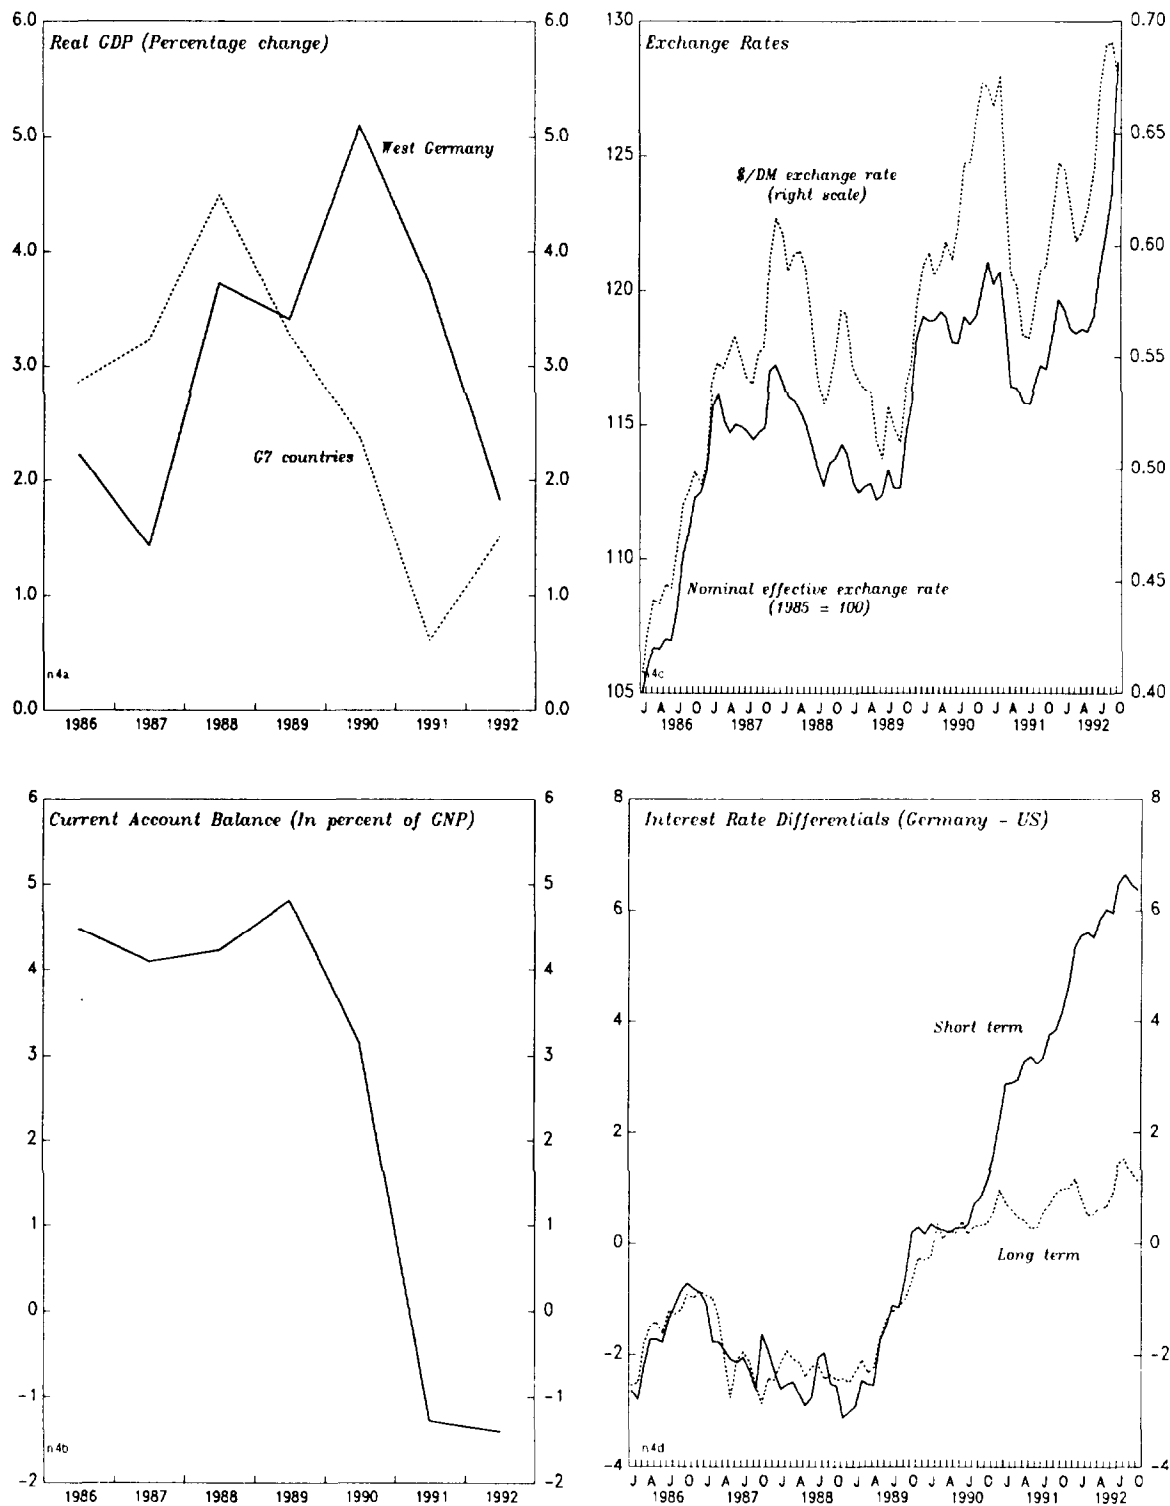 Real GDP (Percentage change)
6.0 6.0
5.0 5.0
4.0 4.0
3.0 3.0
2.0 2.0
1.0 1.0
0.0 0.0
West Germany
G7 countries
n4a
1986 1987 1988 1989 1990 1991 1992
Exchange Rates
130 0.70
125 0.65
120 0.60
115 0.55
110 0.50
105 0.45
0.40
$/DM exchange rate
(right scale)
Nominal effective exchange rate
(1985 = 100)
n4c
J A J O J A J O J A J O J A J O J A J O J A J O J A J O
1986 1987 1988 1989 1990 1991 1992
Current Account Balance (In percent of GNP)
6 6
5 5
4 4
3 3
2 2
1 1
0 0
-1 -1
-2 -2
n4b
1986 1987 1988 1989 1990 1991 1992
Interest Rate Differentials (Germany - US)
8 8
6 6
4 4
2 2
0 0
-2 -2
-4 -4
Short term
Long term
n4d
J A J O J A J O J A J O J A J O J A J O J A J O J A J O
1986 1987 1988 1989 1990 1991 1992